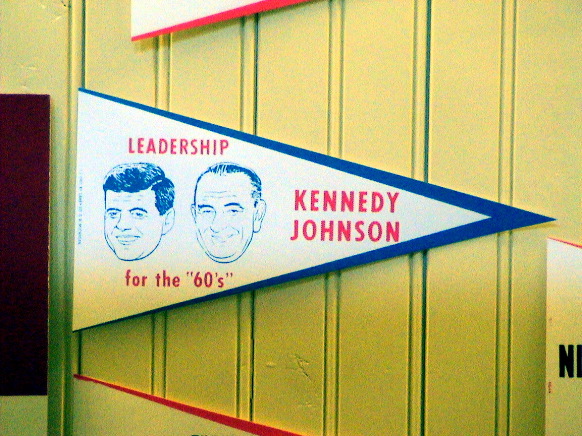 LEADERSHIP
KENNEDY
JOHNSON
for the "60's"